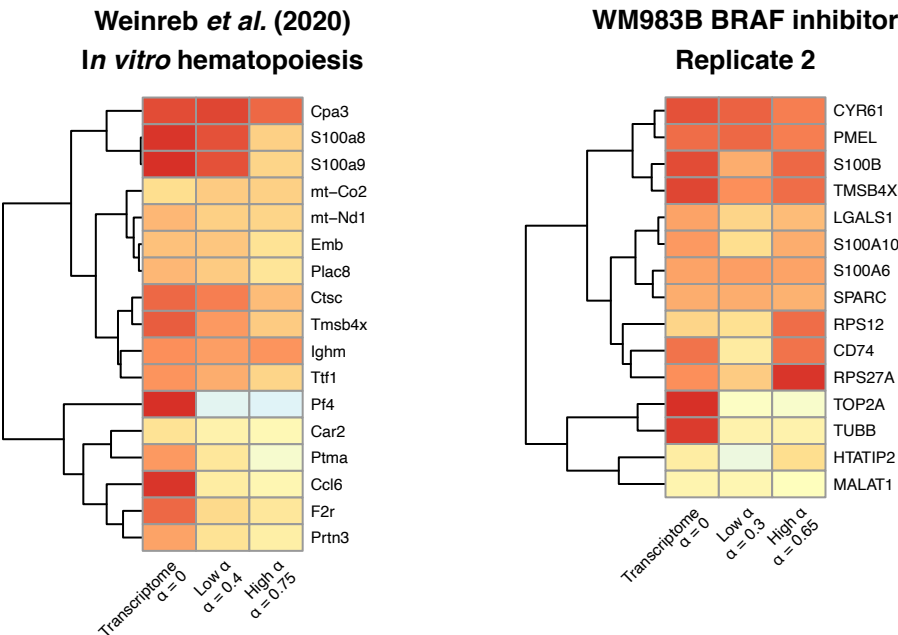 Weinreb et al. (2020)
In vitro hematopoiesis
Cpa3
S100a8
S100a9
mt−Co2
mt−Nd1
Emb
Plac8
Ctsc
Tmsb4x
Ighm
Ttf1
Pf4
Car2
Ptma
Ccl6
F2r
Prtn3
Transcriptome
α = 0
Low α
α = 0.4
High α
α = 0.75
WM983B BRAF inhibitor
Replicate 2
CYR61
PMEL
S100B
TMSB4X
LGALS1
S100A10
S100A6
SPARC
RPS12
CD74
RPS27A
TOP2A
TUBB
HTATIP2
MALAT1
Transcriptome
α = 0
Low α
α = 0.3
High α
α = 0.65